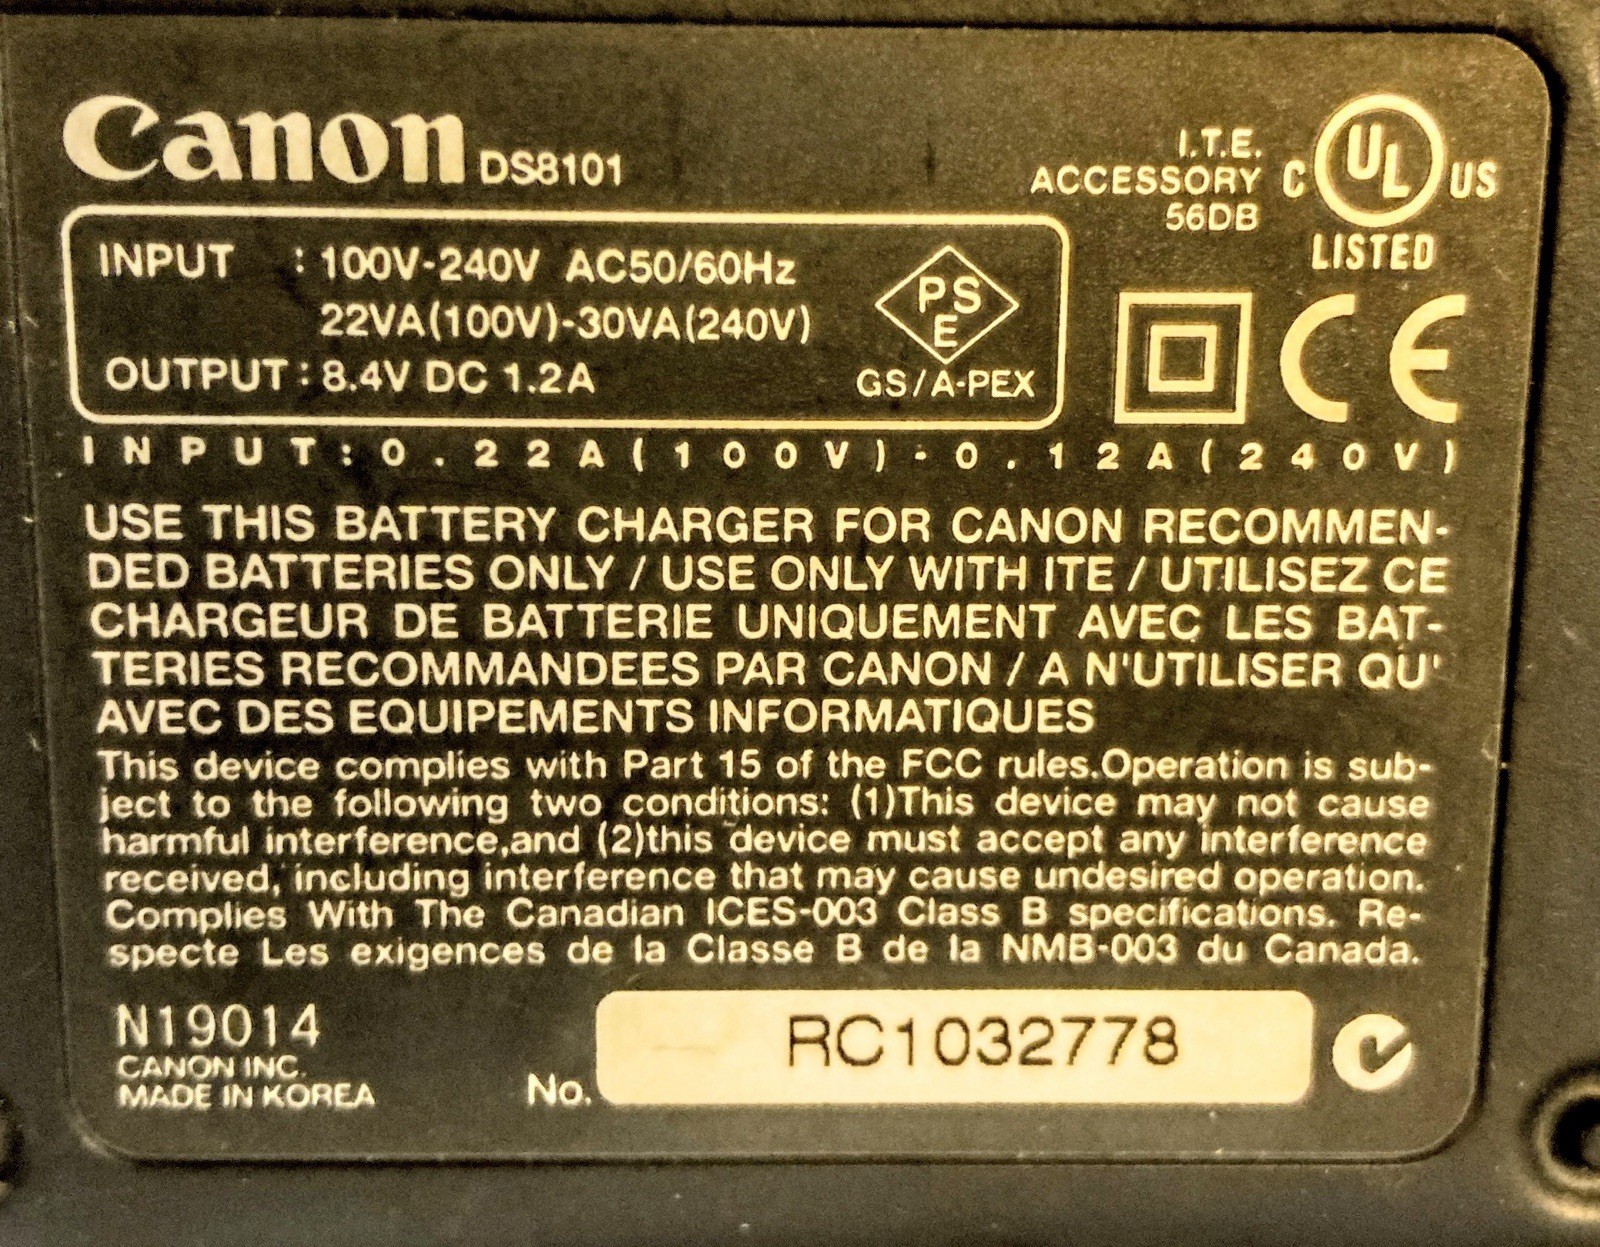 Canon DS8101
I.T.E.
ACCESSORY
56DB
C UL US
LISTED
INPUT : 100V-240V AC50/60Hz
22VA(100V)-30VA(240V)
OUTPUT : 8.4V DC 1.2A
PS
E
GS/A-PEX
CE
INPUT:0.22A(100V)-0.12A(240V)
USE THIS BATTERY CHARGER FOR CANON RECOMMEN-
DED BATTERIES ONLY / USE ONLY WITH ITE / UTILISEZ CE
CHARGEUR DE BATTERIE UNIQUEMENT AVEC LES BAT-
TERIES RECOMMANDEES PAR CANON / A N'UTILISER QU'
AVEC DES EQUIPEMENTS INFORMATIQUES
This device complies with Part 15 of the FCC rules.Operation is sub-
ject to the following two conditions: (1)This device may not cause
harmful interference,and (2)this device must accept any interference
received, including interference that may cause undesired operation.
Complies With The Canadian ICES-003 Class B specifications. Re-
specte Les exigences de la Classe B de la NMB-003 du Canada.
N19014
CANON INC.
MADE IN KOREA
No. RC1032778